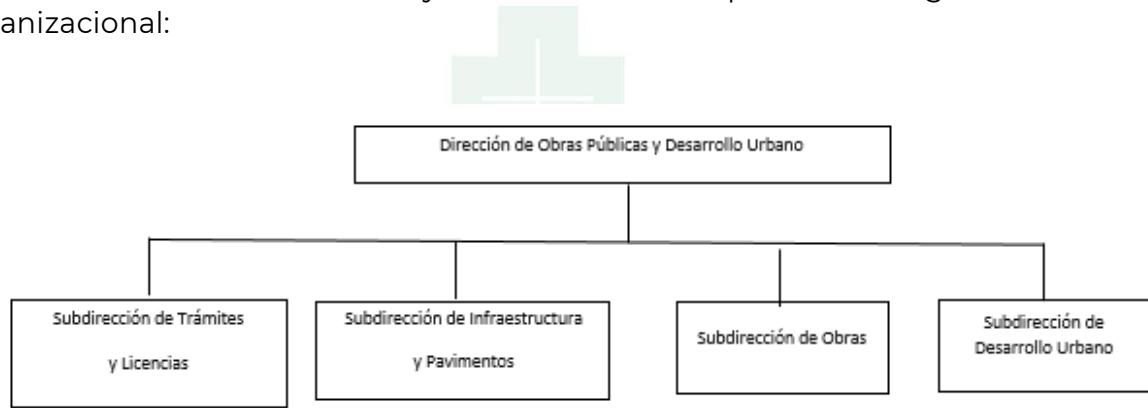 anizacional:
Dirección de Obras Públicas y Desarrollo Urbano
Subdirección de Trámites
y Licencias
Subdirección de Infraestructura
y Pavimentos
Subdirección de Obras
Subdirección de
Desarrollo Urbano